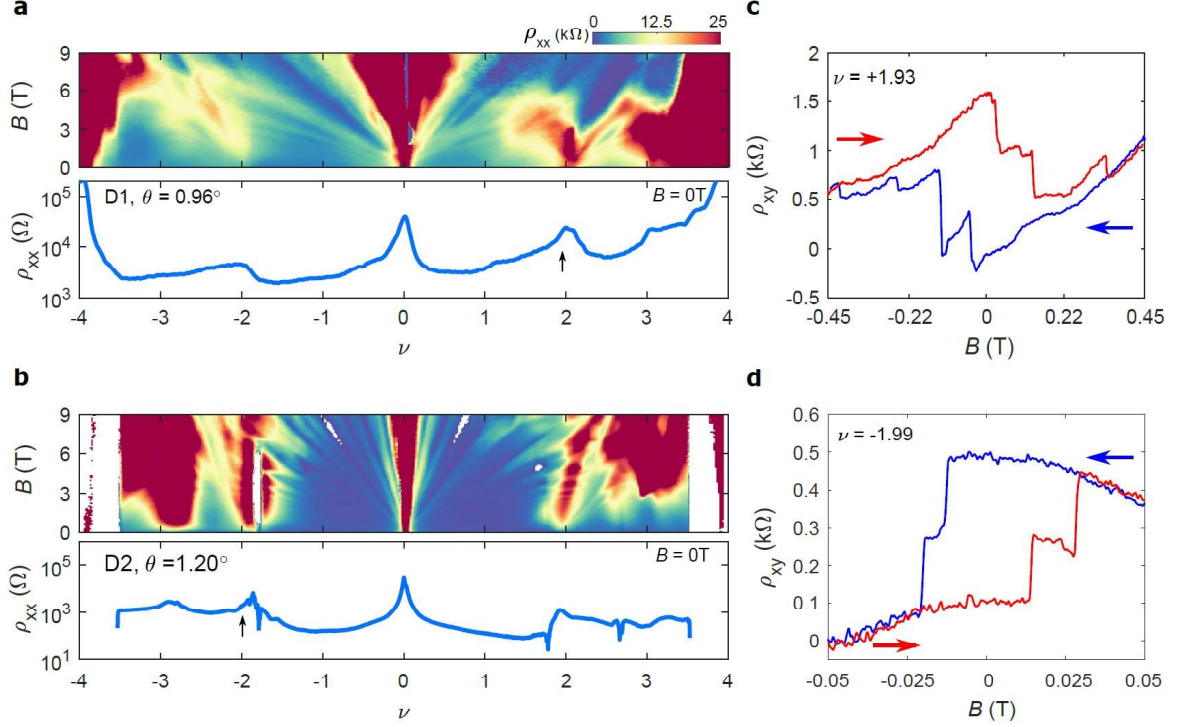 a
ρxx (kΩ) 0 12.5 25
B (T)
9
6
3
0
D1, θ = 0.96°
B = 0T
ρxx (Ω)
10^5
10^4
10^3
-4 -3 -2 -1 0 1 2 3 4
ν
b
B (T)
9
6
3
0
D2, θ =1.20°
B = 0T
ρxx (Ω)
10^5
10^3
10^1
-4 -3 -2 -1 0 1 2 3 4
ν
c
ν = +1.93
ρxy (kΩ)
2
1.5
1
0.5
0
-0.5
-0.45 -0.22 0 0.22 0.45
B (T)
d
ν = -1.99
ρxy (kΩ)
0.6
0.5
0.4
0.3
0.2
0.1
0
-0.05 -0.025 0 0.025 0.05
B (T)